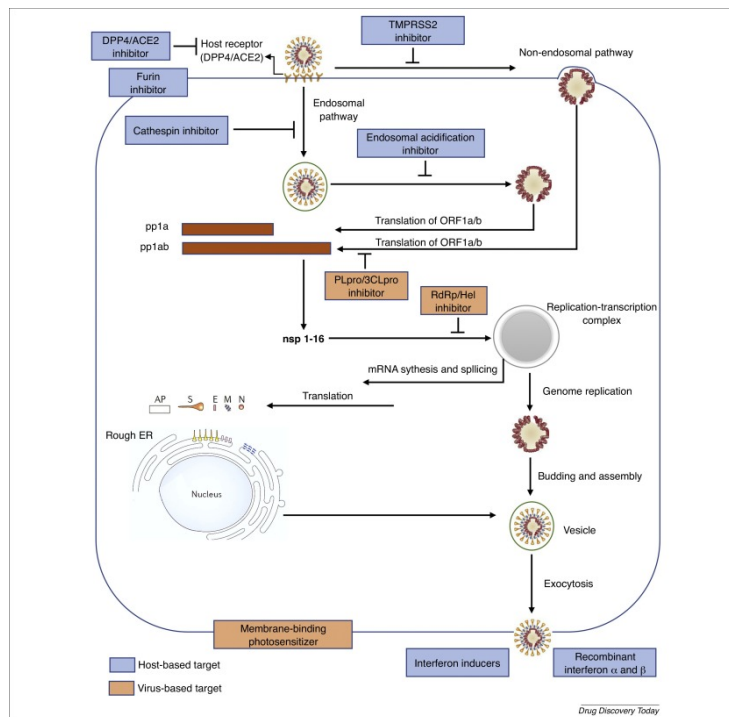 DPP4/ACE2
inhibitor
Host receptor
(DPP4/ACE2)
TMPRSS2
inhibitor
Non-endosomal pathway
Furin
inhibitor
Endosomal
pathway
Cathespin inhibitor
Endosomal acidification
inhibitor
Translation of ORF1a/b
pp1a
Translation of ORF1a/b
pp1ab
PLpro/3CLpro
inhibitor
RdRp/Hel
inhibitor
Replication-transcription
complex
nsp 1-16
mRNA sythesis and spllicing
Genome replication
AP S E M N
Translation
Rough ER
Nucleus
Budding and assembly
Vesicle
Exocytosis
Membrane-binding
photosensitizer
Interferon inducers
Recombinant
interferon α and β
Host-based target
Virus-based target
Drug Discovery Today